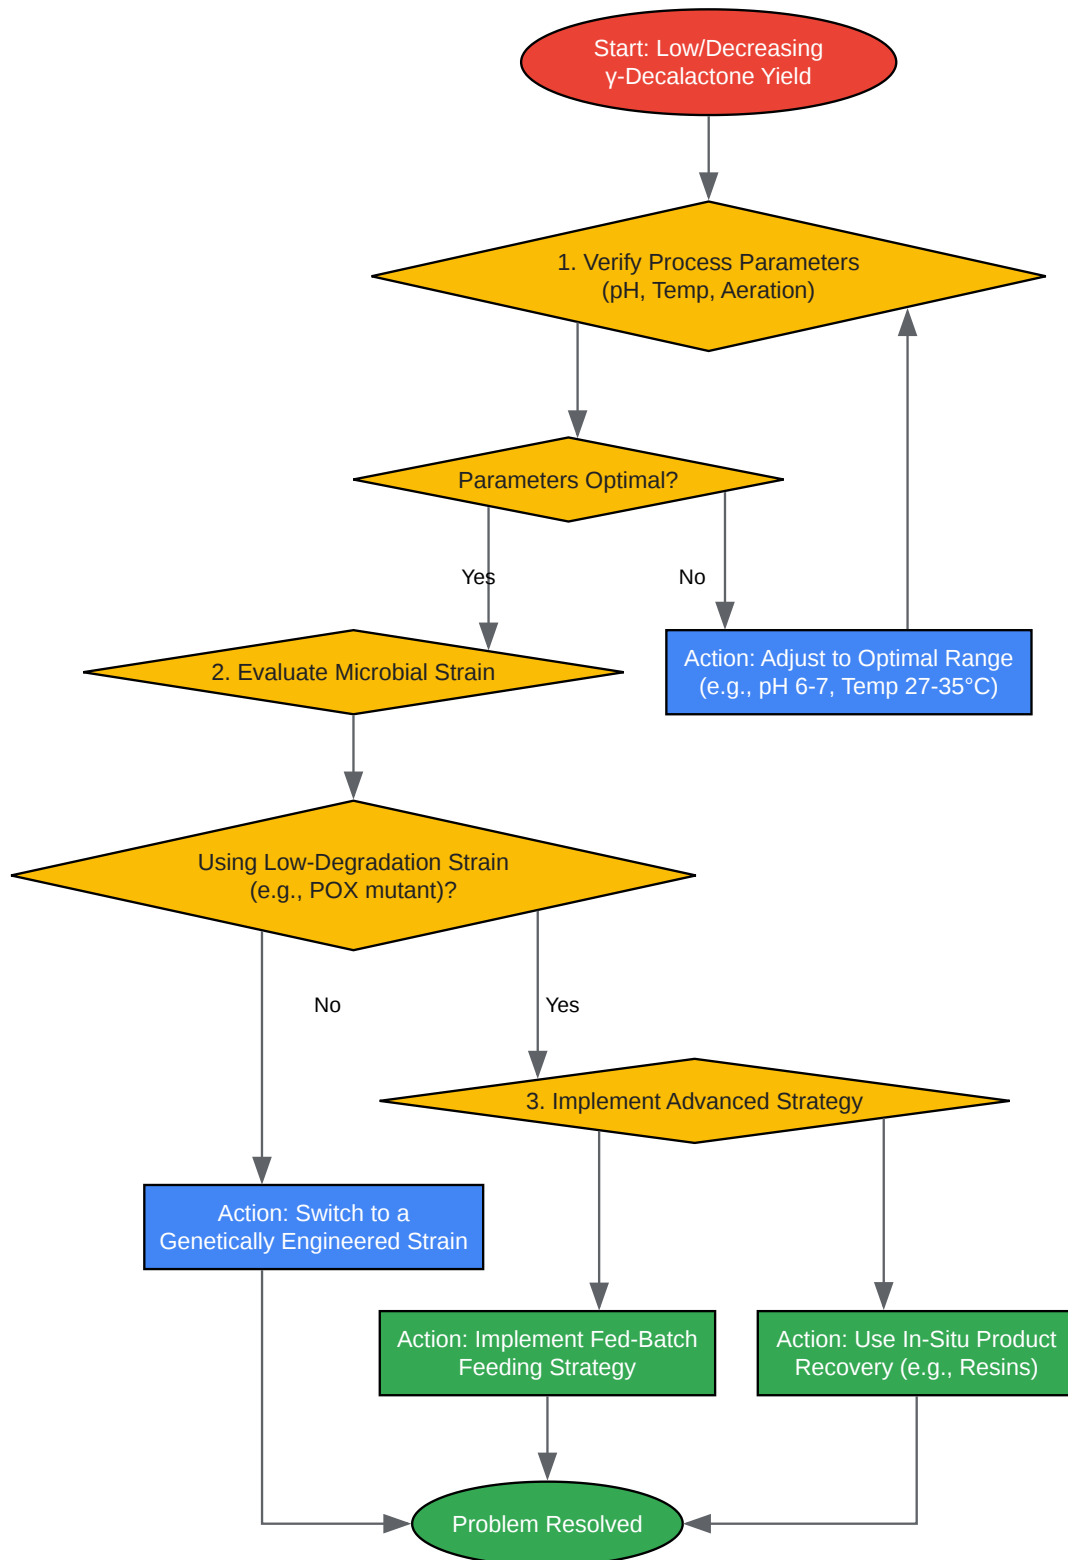 Start: Low/Decreasing
γ-Decalactone Yield
1. Verify Process Parameters
(pH, Temp, Aeration)
Parameters Optimal?
Yes
No
2. Evaluate Microbial Strain
Action: Adjust to Optimal Range
(e.g., pH 6-7, Temp 27-35°C)
Using Low-Degradation Strain
(e.g., POX mutant)?
No
Yes
3. Implement Advanced Strategy
Action: Switch to a
Genetically Engineered Strain
Action: Implement Fed-Batch
Feeding Strategy
Action: Use In-Situ Product
Recovery (e.g., Resins)
Problem Resolved